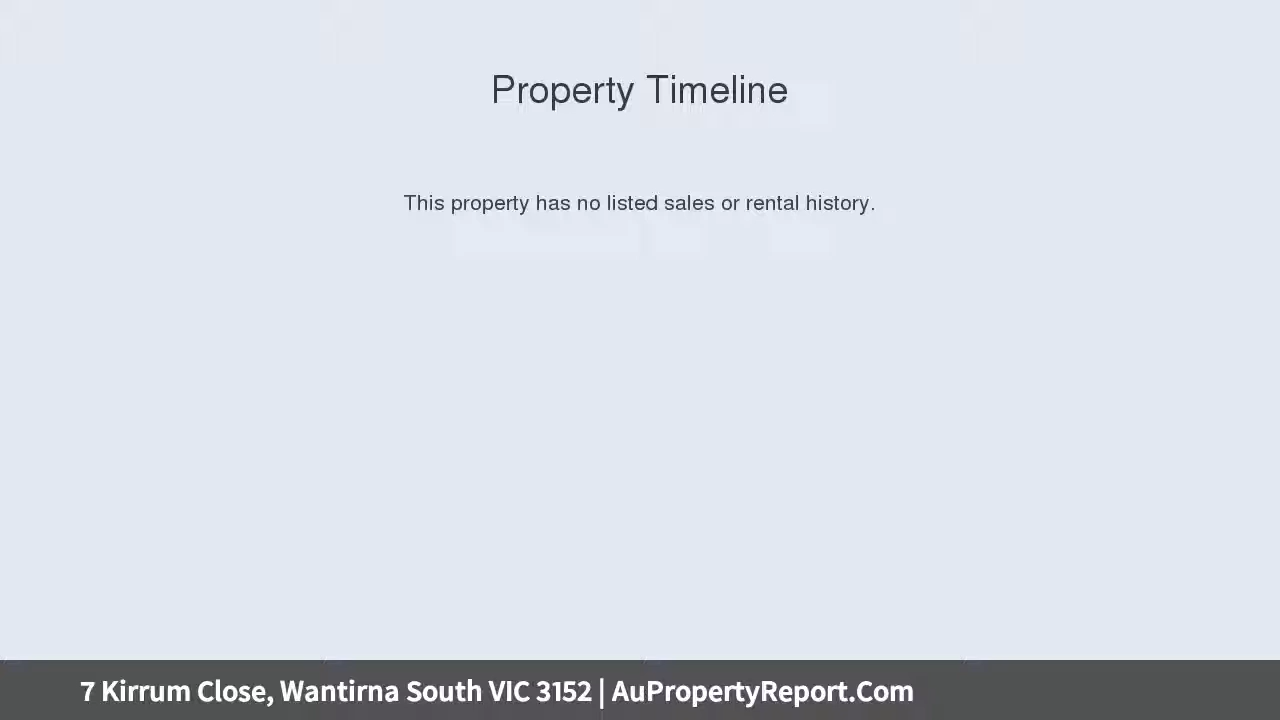 Property Timeline
This property has no listed sales or rental history.
7 Kirrum Close, Wantirna South VIC 3152 | AuPropertyReport.Com